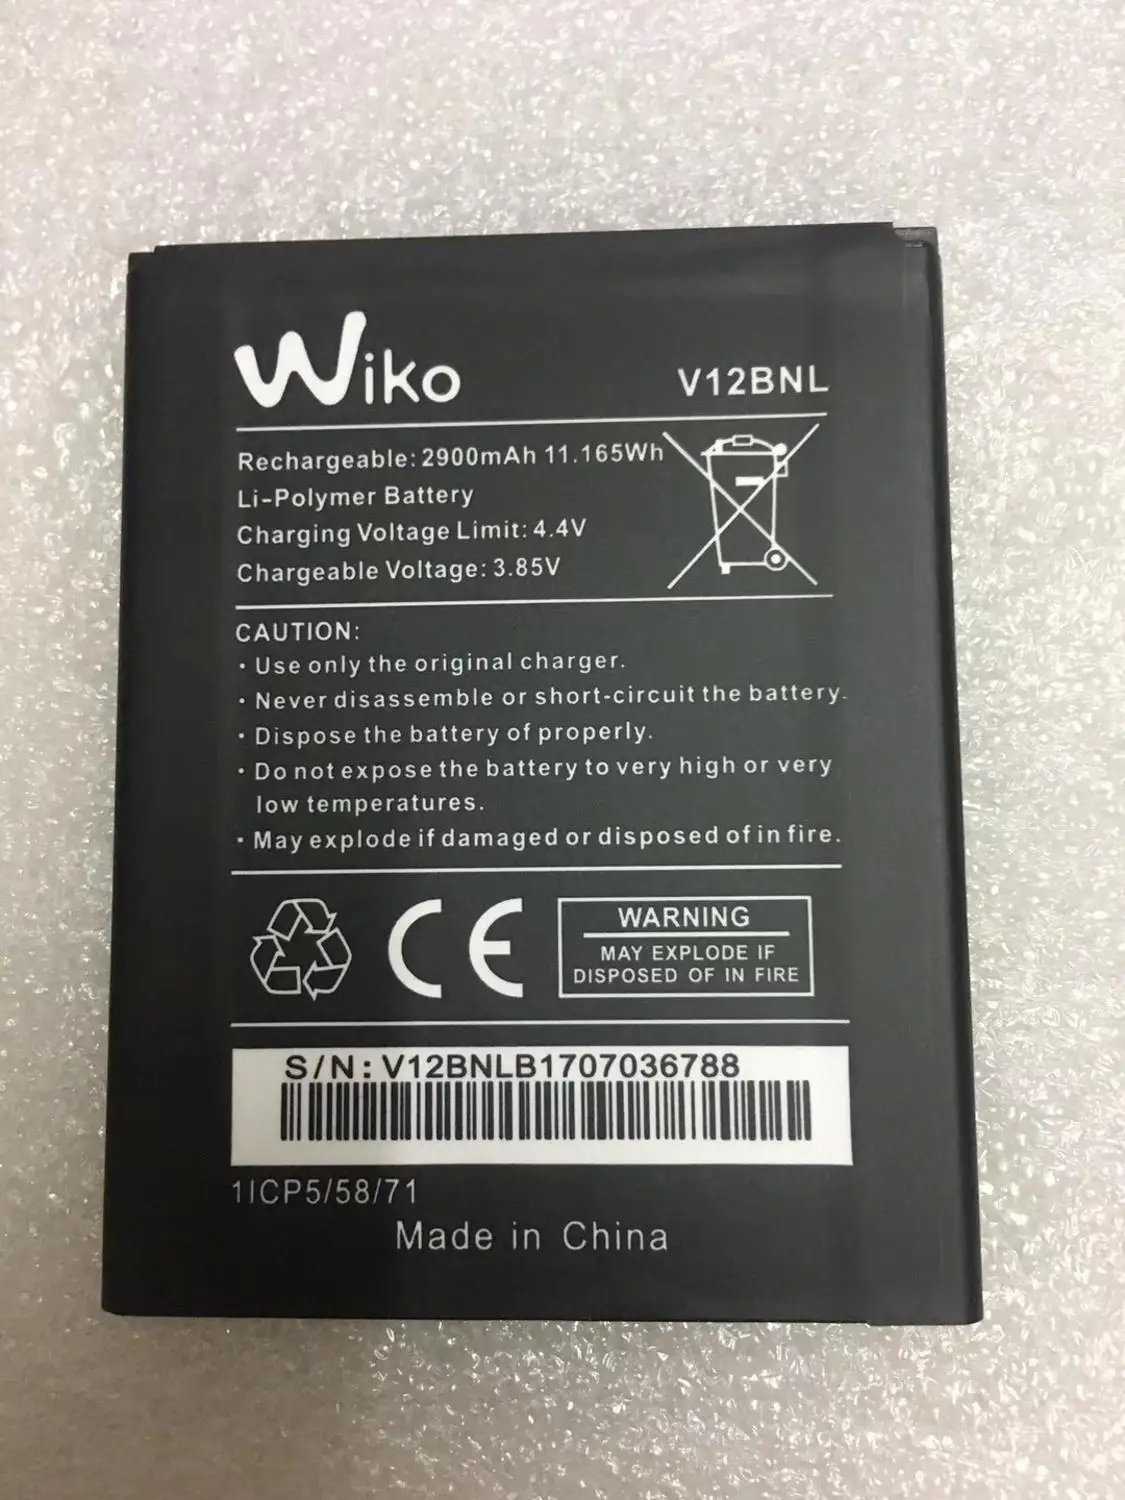 Wiko
V12BNL
Rechargeable: 2900mAh 11.165Wh
Li-Polymer Battery
Charging Voltage Limit: 4.4V
Chargeable Voltage: 3.85V
CAUTION:
· Use only the original charger.
· Never disassemble or short-circuit the battery.
· Dispose the battery of properly.
· Do not expose the battery to very high or very
low temperatures.
· May explode if damaged or disposed of in fire.
CE
WARNING
MAY EXPLODE IF
DISPOSED OF IN FIRE
S/N: V12BNLB1707036788
1ICP5/58/71
Made in China